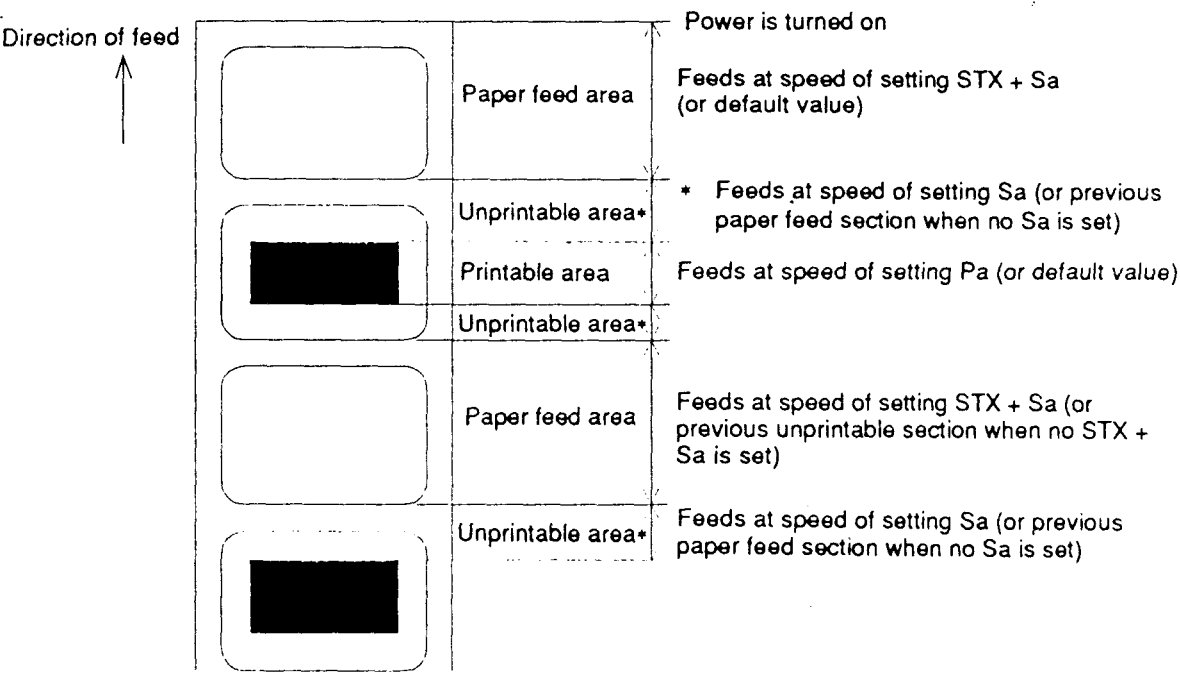 Direction of feed
Power is turned on
Paper feed area
Feeds at speed of setting STX + Sa
(or default value)
Unprintable area*
* Feeds at speed of setting Sa (or previous
paper feed section when no Sa is set)
Printable area
Feeds at speed of setting Pa (or default value)
Unprintable area*
Paper feed area
Feeds at speed of setting STX + Sa (or
previous unprintable section when no STX +
Sa is set)
Unprintable area*
Feeds at speed of setting Sa (or previous
paper feed section when no Sa is set)